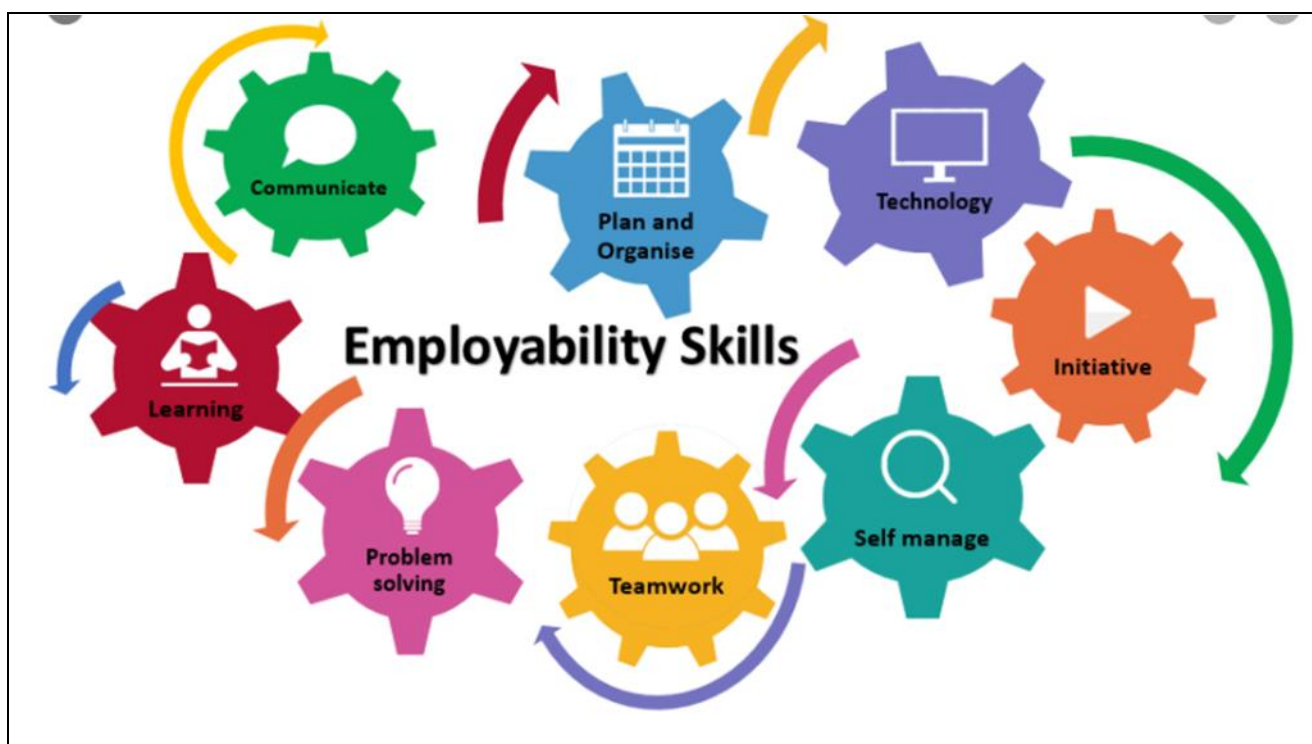 Communicate
Plan and
Organise
Technology
Learning
Employability Skills
Initiative
Problem
solving
Teamwork
Self manage